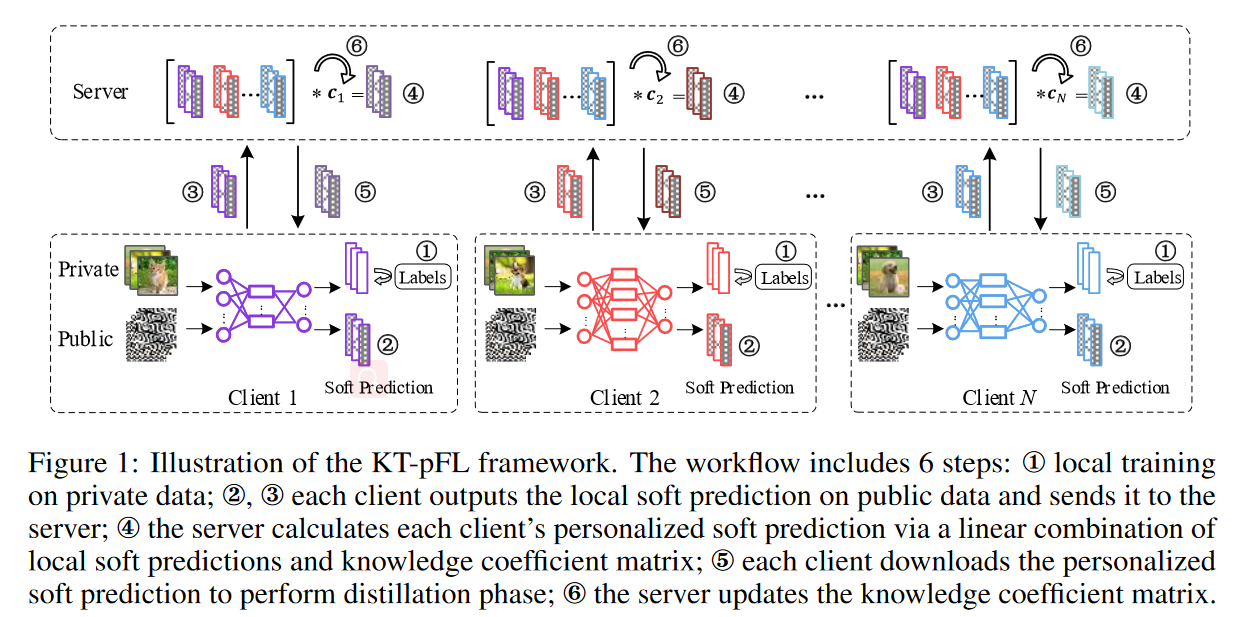 Server
* c1 =
⑥
④
* c2 =
⑥
④
...
*cN =
⑥
④
③
⑤
③
⑤
...
③
⑤
Private
①
Labels
Public
②
Client 1
Soft Prediction
①
Labels
②
Client 2
Soft Prediction
...
①
Labels
②
Client N
Soft Prediction
Figure 1: Illustration of the KT-pFL framework. The workflow includes 6 steps: ① local training
on private data; ②, ③ each client outputs the local soft prediction on public data and sends it to the
server; ④ the server calculates each client's personalized soft prediction via a linear combination of
local soft predictions and knowledge coefficient matrix; ⑤ each client downloads the personalized
soft prediction to perform distillation phase; ⑥ the server updates the knowledge coefficient matrix.